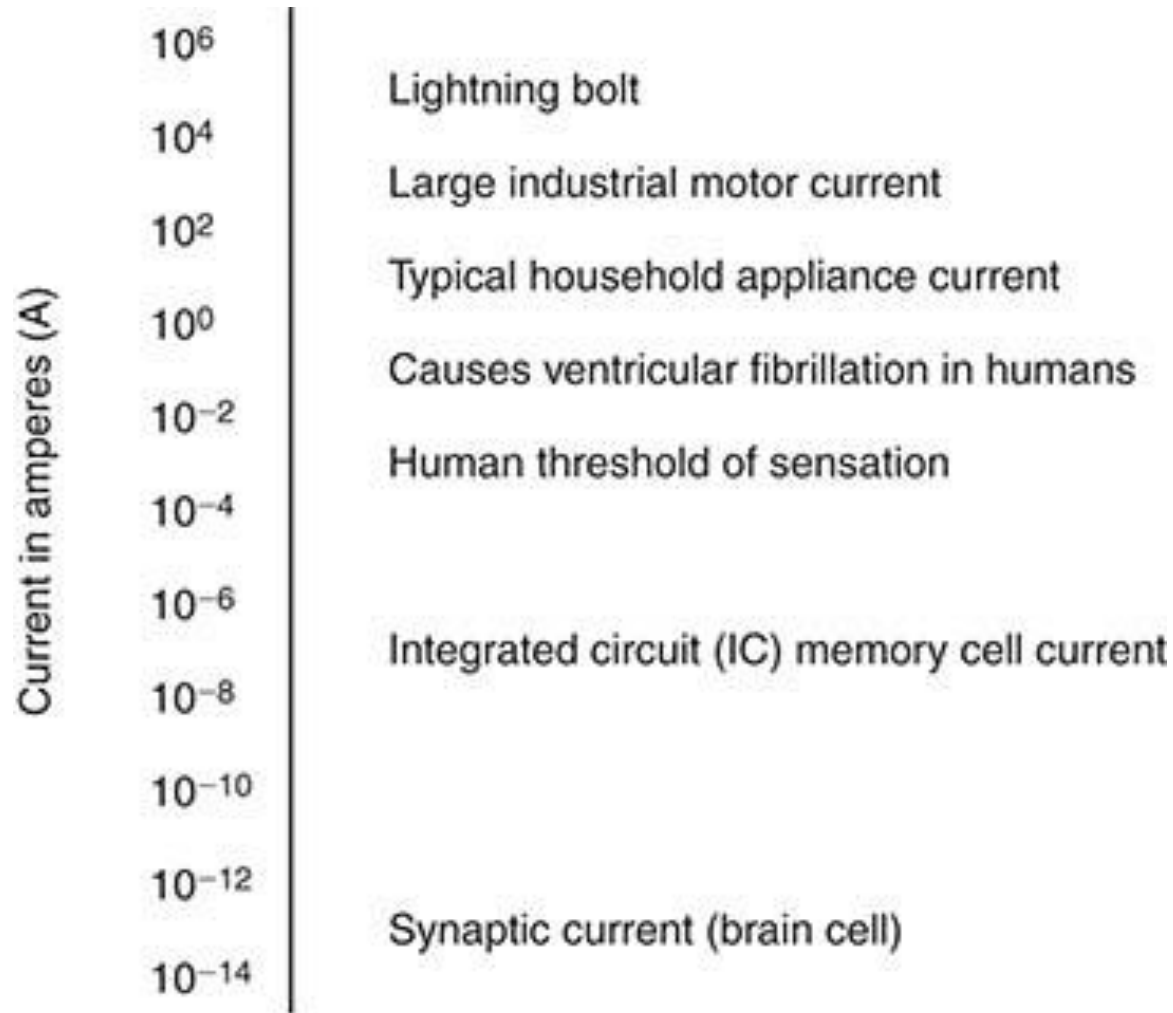 Current in amperes (A)
10⁶
Lightning bolt
10⁴
Large industrial motor current
10²
Typical household appliance current
10⁰
Causes ventricular fibrillation in humans
10⁻²
Human threshold of sensation
10⁻⁴
10⁻⁶
Integrated circuit (IC) memory cell current
10⁻⁸
10⁻¹⁰
10⁻¹²
Synaptic current (brain cell)
10⁻¹⁴